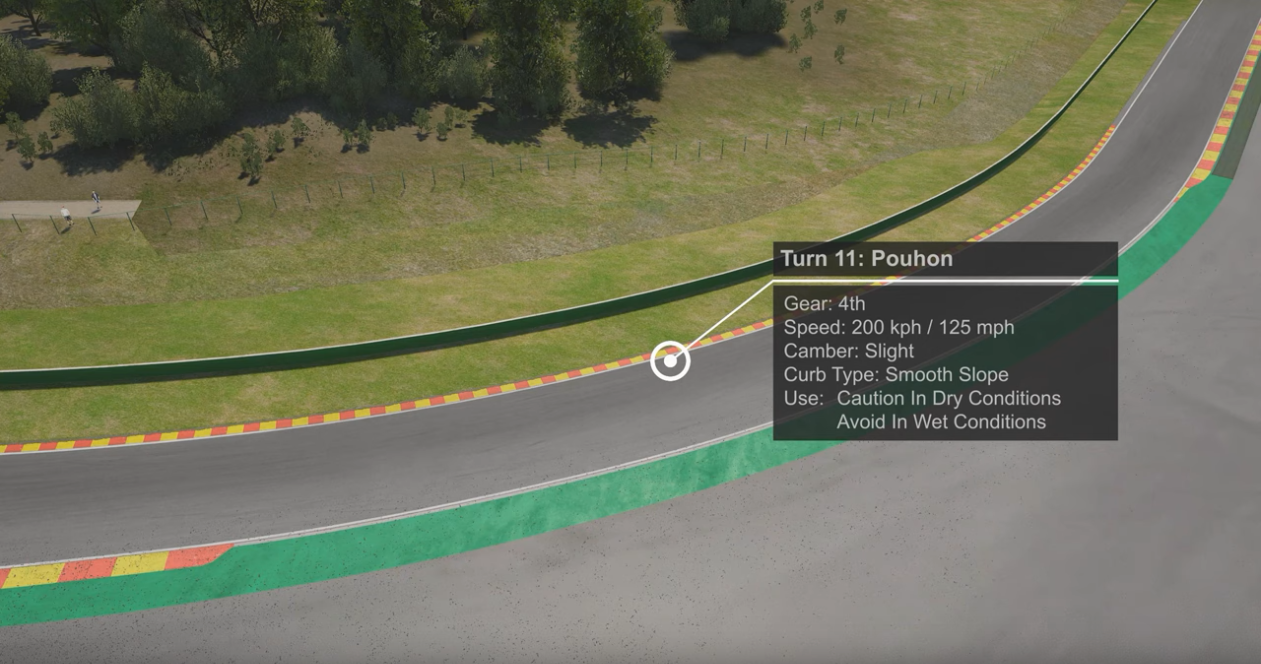 Turn 11: Pouhon
Gear: 4th
Speed: 200 kph / 125 mph
Camber: Slight
Curb Type: Smooth Slope
Use: Caution In Dry Conditions
Avoid In Wet Conditions